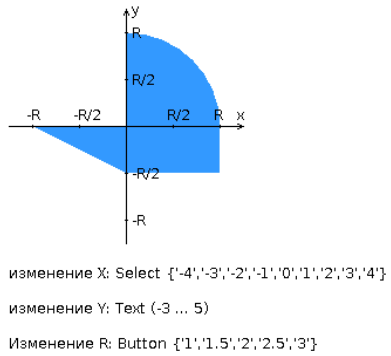 y
R
R/2
-R
-R/2
R/2
R
x
-R/2
-R
изменение X: Select {'-4','-3','-2','-1','0','1','2','3','4'}
изменение Y: Text (-3 ... 5)
Изменение R: Button {'1','1.5','2','2.5','3'}